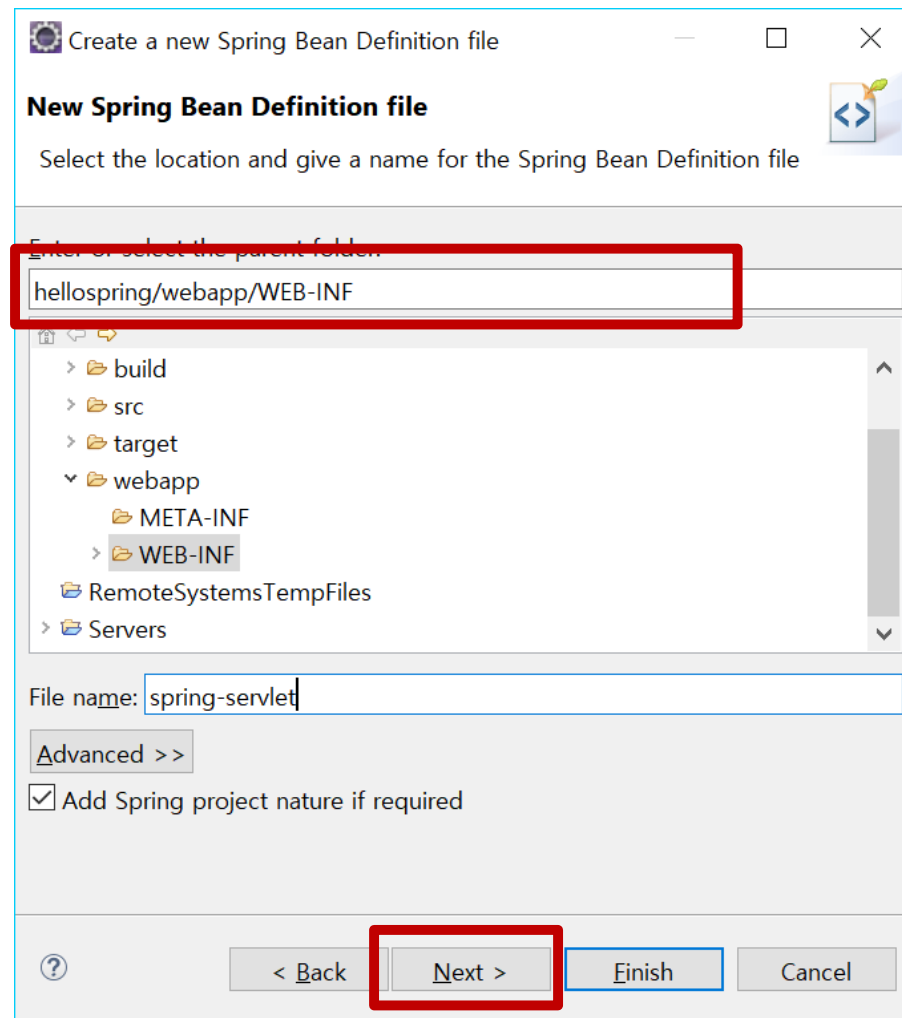 Create a new Spring Bean Definition file
New Spring Bean Definition file
Select the location and give a name for the Spring Bean Definition file
Enter or select the parent folder:
hellospring/webapp/WEB-INF
build
src
target
webapp
META-INF
WEB-INF
RemoteSystemsTempFiles
Servers
File name: spring-servlet
Advanced >>
Add Spring project nature if required
? < Back Next > Finish Cancel